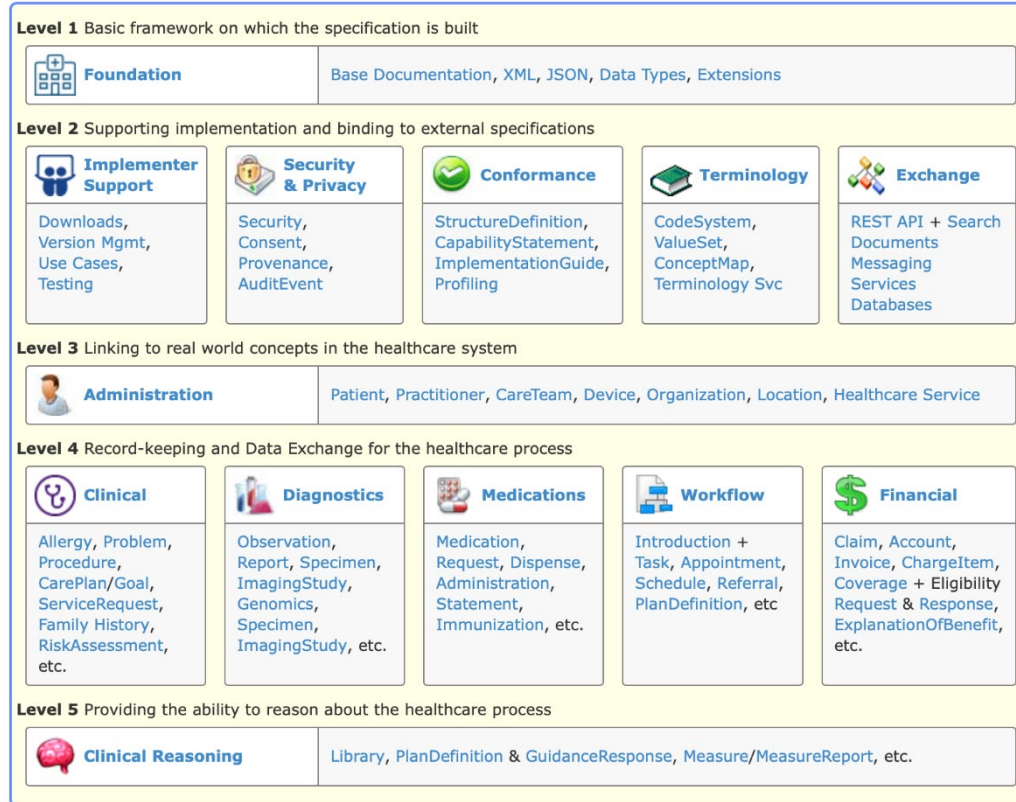 Level 1 Basic framework on which the specification is built
Foundation
Base Documentation, XML, JSON, Data Types, Extensions
Level 2 Supporting implementation and binding to external specifications
Implementer
Support
Downloads,
Version Mgmt,
Use Cases,
Testing
Security
& Privacy
Security,
Consent,
Provenance,
AuditEvent
Conformance
StructureDefinition,
CapabilityStatement,
ImplementationGuide,
Profiling
Terminology
CodeSystem,
ValueSet,
ConceptMap,
Terminology Svc
Exchange
REST API + Search
Documents
Messaging
Services
Databases
Level 3 Linking to real world concepts in the healthcare system
Administration
Patient, Practitioner, CareTeam, Device, Organization, Location, Healthcare Service
Level 4 Record-keeping and Data Exchange for the healthcare process
Clinical
Allergy, Problem,
Procedure,
CarePlan/Goal,
ServiceRequest,
Family History,
RiskAssessment,
etc.
Diagnostics
Observation,
Report, Specimen,
ImagingStudy,
Genomics,
Specimen,
ImagingStudy, etc.
Medications
Medication,
Request, Dispense,
Administration,
Statement,
Immunization, etc.
Workflow
Introduction +
Task, Appointment,
Schedule, Referral,
PlanDefinition, etc
Financial
Claim, Account,
Invoice, ChargeItem,
Coverage + Eligibility
Request & Response,
ExplanationOfBenefit,
etc.
Level 5 Providing the ability to reason about the healthcare process
Clinical Reasoning
Library, PlanDefinition & GuidanceResponse, Measure/MeasureReport, etc.